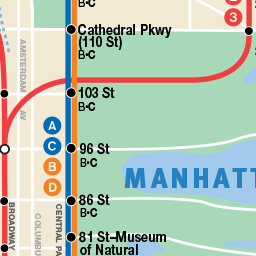 B•C
3
Cathedral Pkwy
(110 St)
B•C
AMSTERDAM AV
103 St
B•C
A
C
B
D
96 St
B•C
MANHATT
86 St
B•C
BROADWAY
COLUMBU
CENTRAL PA
81 St–Museum
of Natural